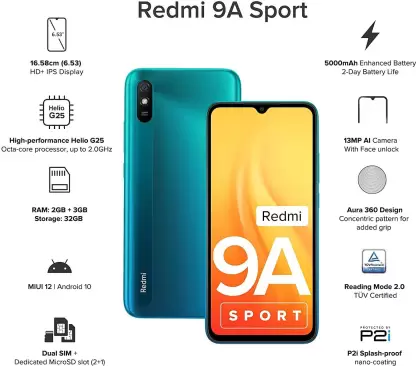 Redmi 9A Sport
6.53"
16.58cm (6.53)
HD+ IPS Display
Helio
G25
High-performance Helio G25
Octa-core processor, up to 2.0GHz
RAM: 2GB + 3GB
Storage: 32GB
MIUI 12 | Android 10
Dual SIM +
Dedicated MicroSD slot (2+1)
Redmi
Redmi
9A
SPORT
5000mAh Enhanced Battery
2-Day Battery Life
13MP AI Camera
With Face unlock
Aura 360 Design
Concentric pattern for
added grip
Reading Mode 2.0
TÜV Certified
PROTECTED BY
P2i
P2i Splash-proof
nano-coating